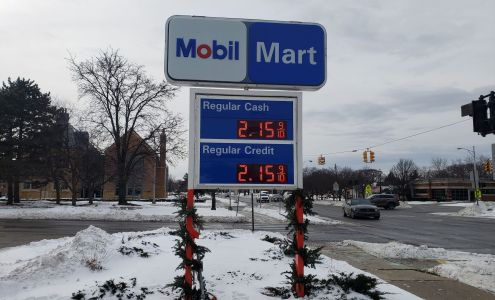 Mobil Mart
Regular Cash
2.15 9/10
Regular Credit
2.15 9/10